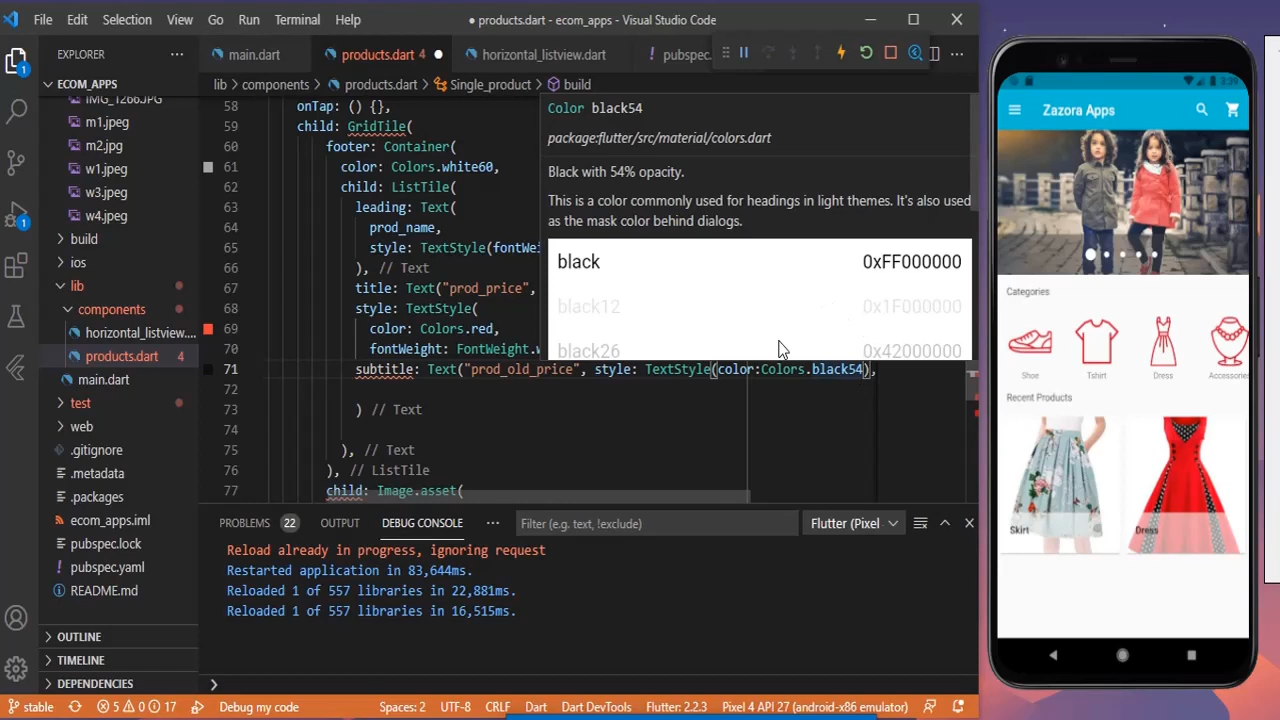 File Edit Selection View Go Run Terminal Help
● products.dart - ecom_apps - Visual Studio Code
EXPLORER
main.dart
products.dart 4
horizontal_listview.dart
ECOM_APPS
lib > components > products.dart > Single_product > build
IMG_1266.JPG
m1.jpeg
m2.jpg
w1.jpeg
w3.jpeg
w4.jpeg
build
ios
lib
components
horizontal_listview....
products.dart 4
main.dart
test
web
.gitignore
.metadata
.packages
ecom_apps.iml
pubspec.lock
pubspec.yaml
README.md
OUTLINE
TIMELINE
DEPENDENCIES
58 onTap: () {},
59 child: GridTile(
60 footer: Container(
61 color: Colors.white60,
62 child: ListTile(
63 leading: Text(
64 prod_name,
65 style: TextStyle(fontWei
66 ), // Text
67 title: Text("prod_price",
68 style: TextStyle(
69 color: Colors.red,
70 fontWeight: FontWeight.w
71 subtitle: Text("prod_old_price", style: TextStyle(color:Colors.black54),
72
73 ) // Text
74
75 ), // Text
76 ), // ListTile
77 child: Image.asset(
Color black54
package:flutter/src/material/colors.dart
Black with 54% opacity.
This is a color commonly used for headings in light themes. It's also used
as the mask color behind dialogs.
black 0xFF000000
black12 0x1F000000
black26 0x42000000
PROBLEMS 22 OUTPUT DEBUG CONSOLE ... Filter (e.g. text, !exclude) Flutter (Pixel
Reload already in progress, ignoring request
Restarted application in 83,644ms.
Reloaded 1 of 557 libraries in 22,881ms.
Reloaded 1 of 557 libraries in 16,515ms.
stable 5 0 17 Debug my code Spaces: 2 UTF-8 CRLF Dart Dart DevTools Flutter: 2.2.3 Pixel 4 API 27 (android-x86 emulator)
3:39
Zazora Apps
Categories
Shoe Tshirt Dress Accessories
Recent Products
Skirt Dress